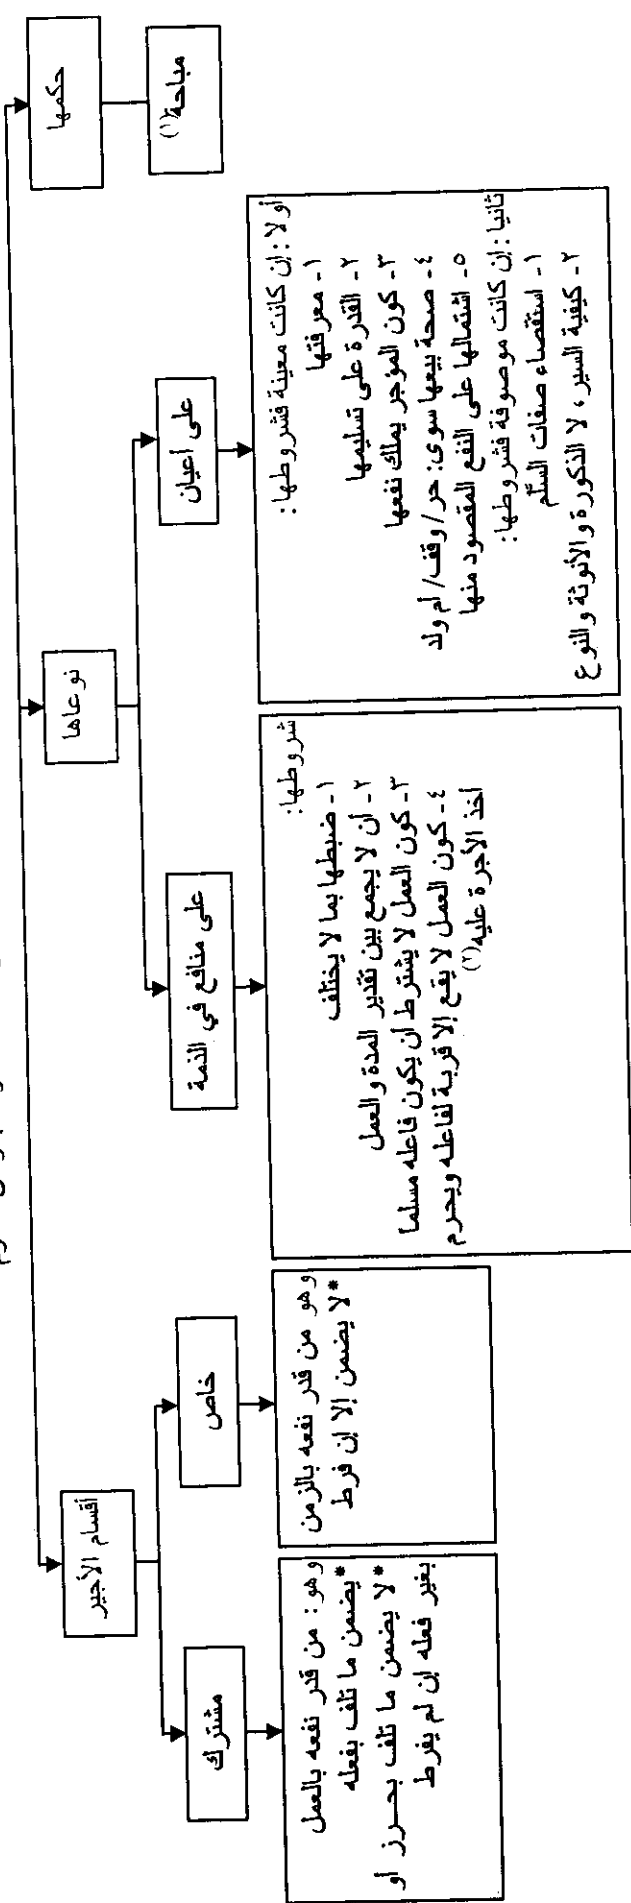 حكمها
مباحة (١)
نوعاها
على أعيان
أولا : إن كانت معينة فشروطها :
١ - معرفتها
٢ - القدرة على تسليمها
٣ - كون المؤجر يملك نفعها
٤ - صحة بيعها سوى : حر / وقف / أم ولد
٥ - اشتمالها على النفع المقصود منها
ثانيا : إن كانت موصوفة فشروطها :
١ - استقصاء صفات السلم
٢ - كيفية السير ، لا الذكورة والأنوثة والنوع
على منافع في الذمة
شروطها :
١ - ضبطها بما لا يختلف
٢ - أن لا يجمع بين تقدير المدة والعمل
٣ - كون العمل لا يشترط أن يكون فاعله مسلما
٤ - كون العمل لا يقع إلا قربة لفاعله ويحرم
أخذ الأجرة عليه (٢)
أقسام الأجير
خاص
وهو من قدر نفعه بالزمن
* لا يضمن إلا إن فرط
مشترك
وهو : من قدر نفعه بالعمل
* يضمن ما تلف بفعله
* لا يضمن ما تلف بحرز أو
بغير فعله إن لم يفرط